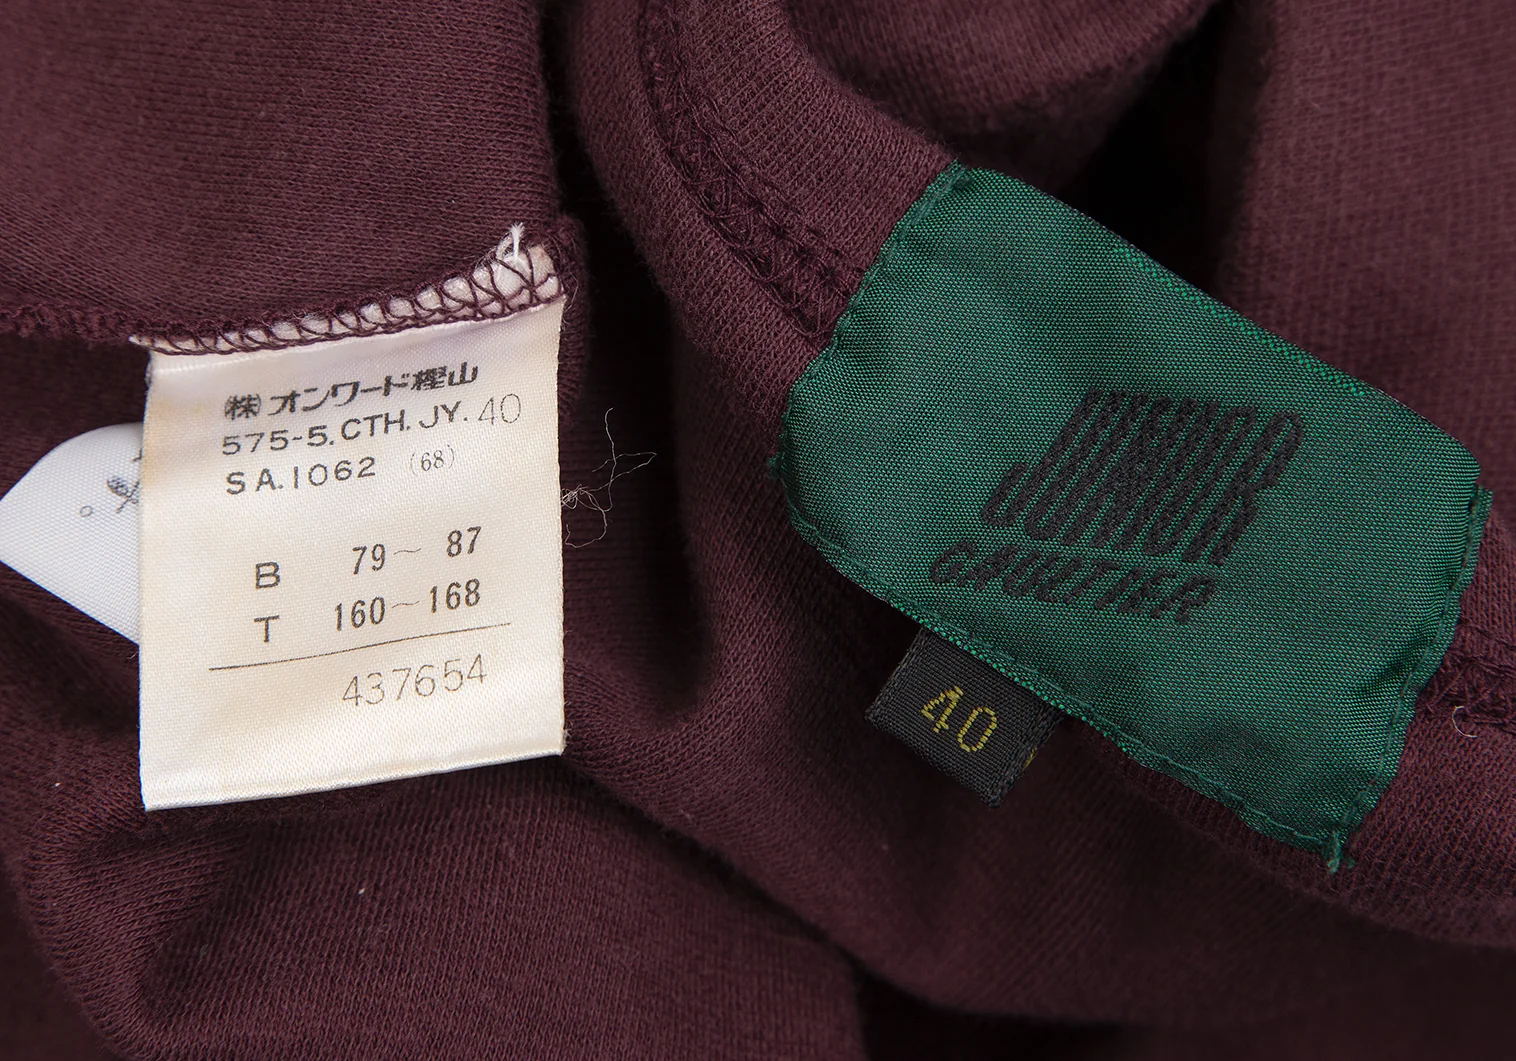 ㈱オンワード樫山
575-5.CTH.JY.40
SA.1062 (68)
B 79~87
T 160~168
437654
JUNIOR
GAULTIER
40